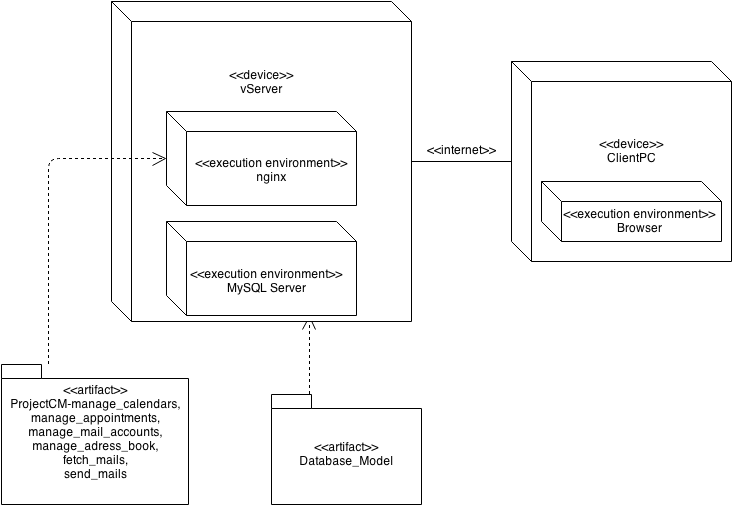 <<device>>
vServer
<<execution environment>>
nginx
<<execution environment>>
MySQL Server
<<internet>>
<<device>>
ClientPC
<<execution environment>>
Browser
<<artifact>>
ProjectCM-manage_calendars,
manage_appointments,
manage_mail_accounts,
manage_adress_book,
fetch_mails,
send_mails
<<artifact>>
Database_Model